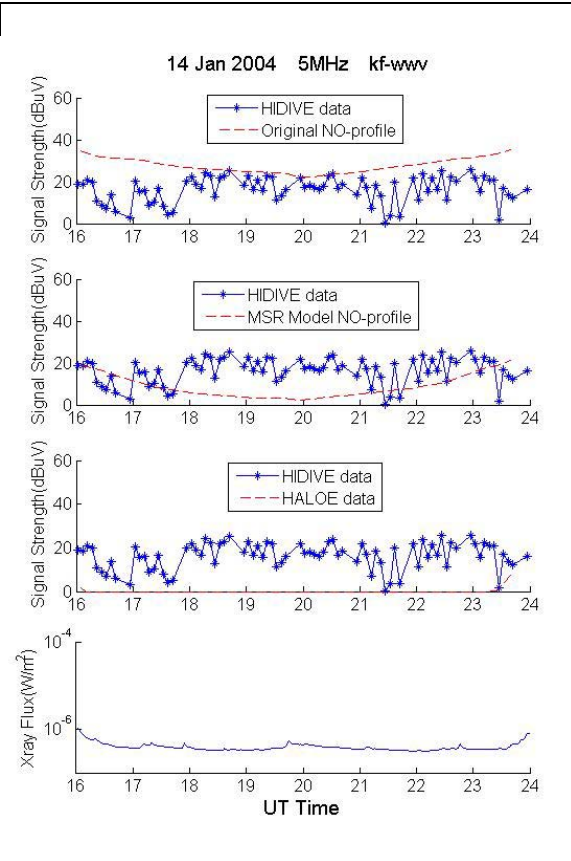 14 Jan 2004 5MHz kf-wwv
Signal Strength(dBuV)
60
40
20
0
HIDIVE data
Original NO-profile
16 17 18 19 20 21 22 23 24
Signal Strength(dBuV)
60
40
20
0
HIDIVE data
MSR Model NO-profile
16 17 18 19 20 21 22 23 24
Signal Strength(dBuV)
60
40
20
0
HIDIVE data
HALOE data
16 17 18 19 20 21 22 23 24
Xray Flux(W/m²)
10⁻⁴
10⁻⁶
16 17 18 19 20 21 22 23 24
UT Time